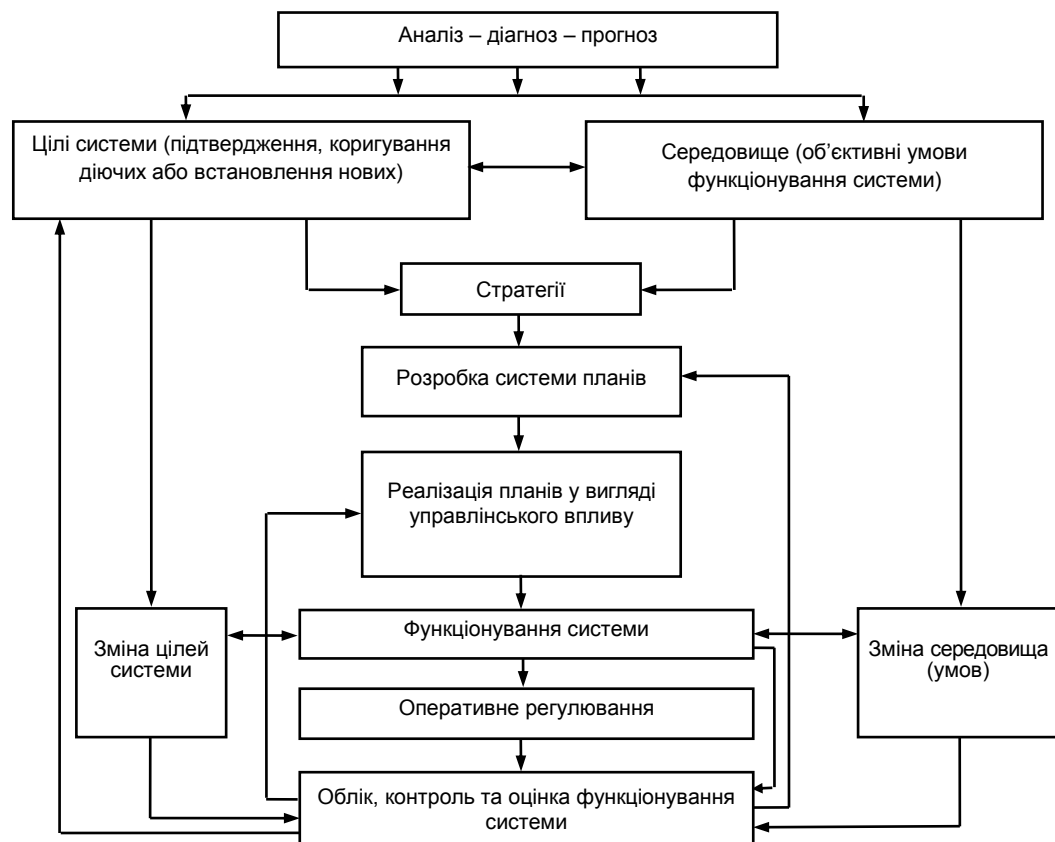 Аналіз – діагноз – прогноз
Цілі системи (підтвердження, коригування
діючих або встановлення нових)
Середовище (об’єктивні умови
функціонування системи)
Стратегії
Розробка системи планів
Реалізація планів у вигляді
управлінського впливу
Зміна цілей
системи
Функціонування системи
Зміна середовища
(умов)
Оперативне регулювання
Облік, контроль та оцінка функціонування
системи